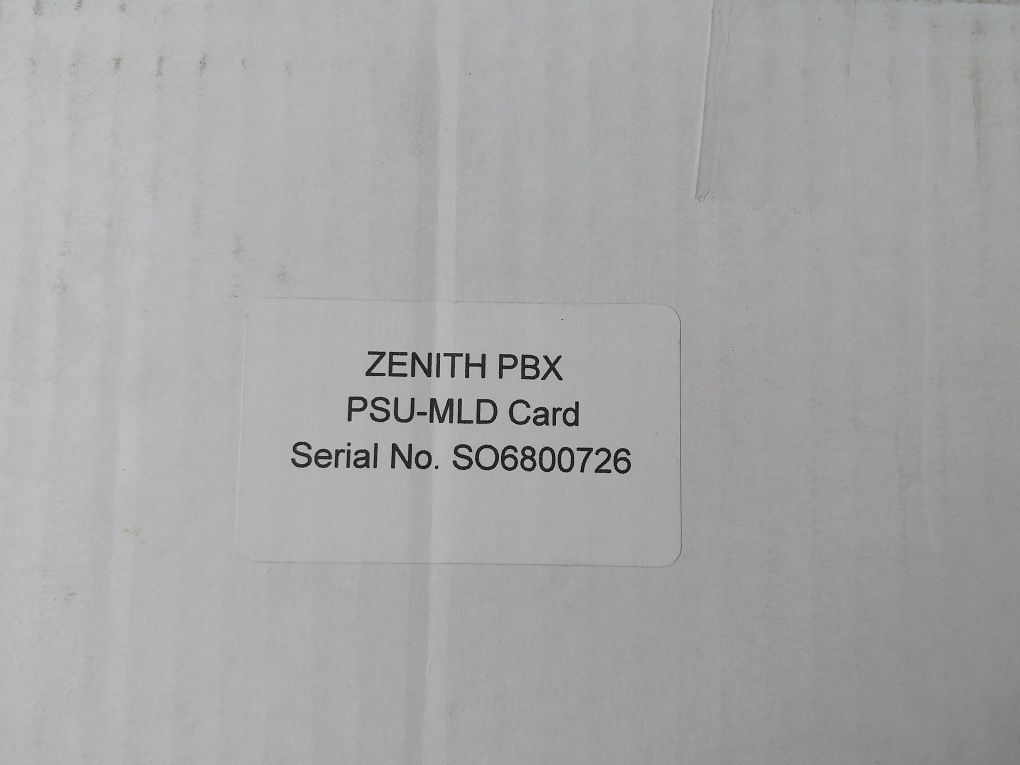 ZENITH PBX
PSU-MLD Card
Serial No. SO6800726